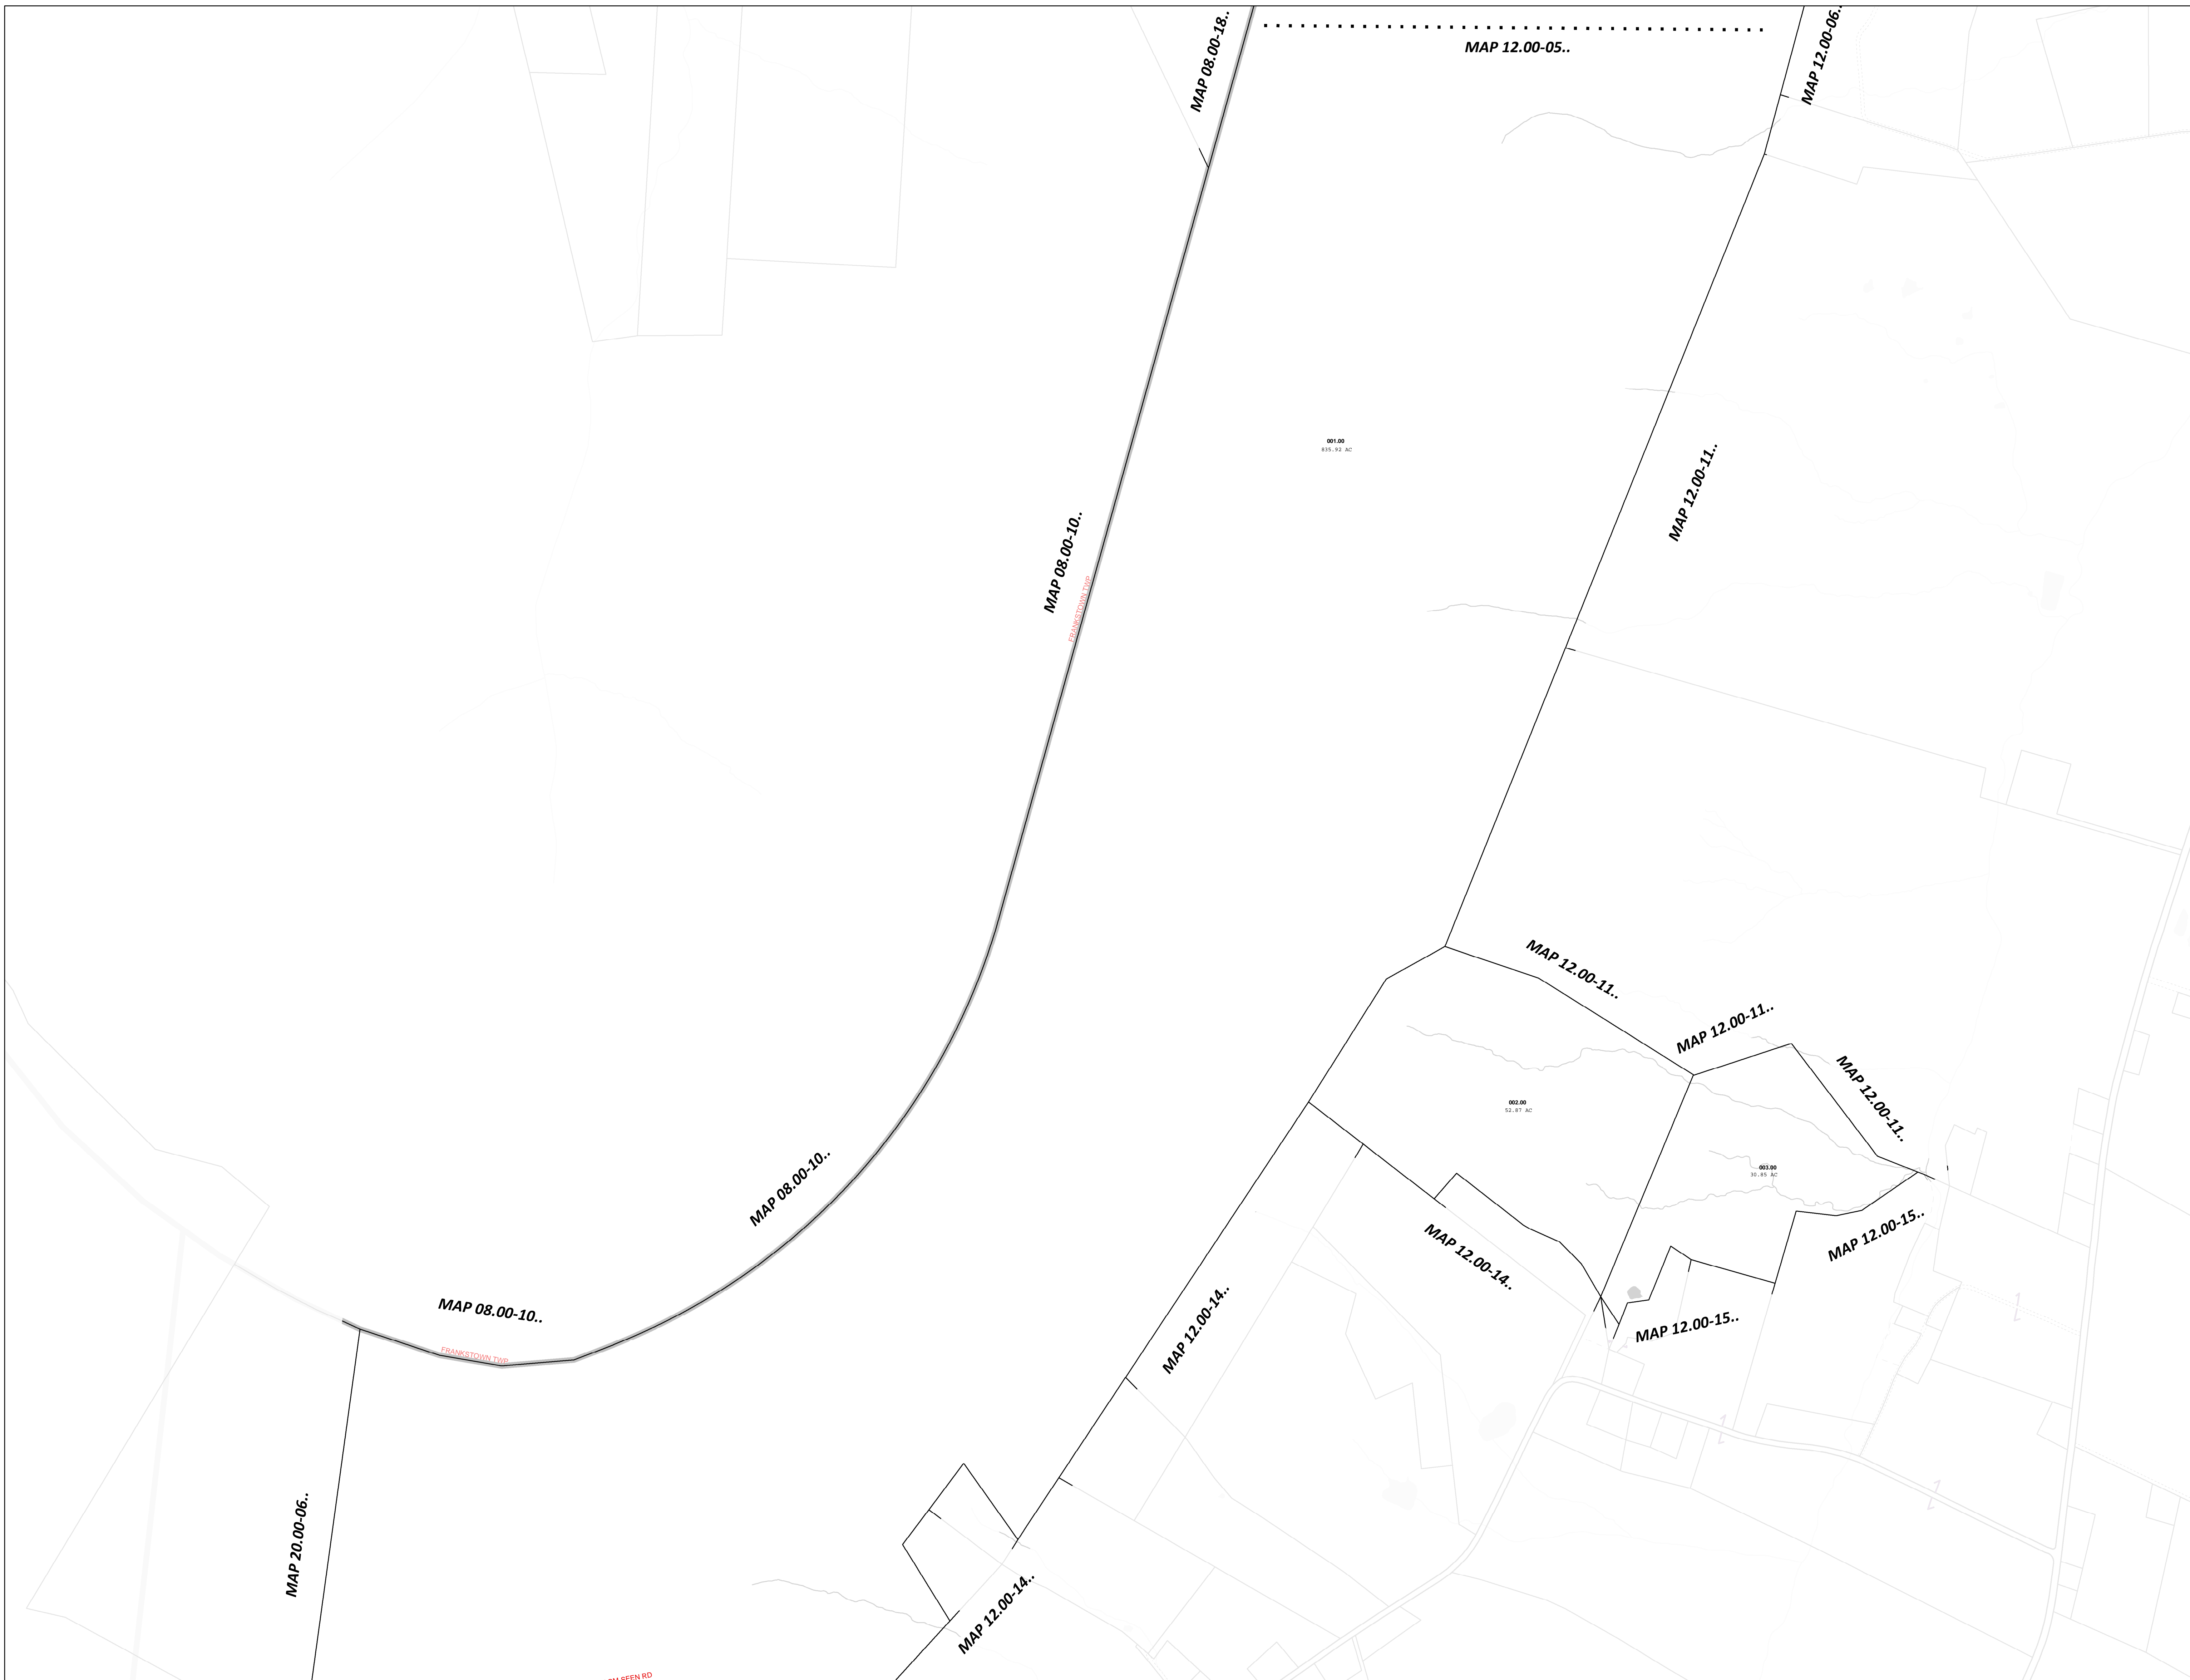 MAP 08.00-18..
MAP 12.00-05..
MAP 12.00-06..
001.00
835.92 AC
MAP 12.00-11..
MAP 08.00-10..
FRANKSTOWN TWP
MAP 12.00-11..
MAP 12.00-11..
MAP 12.00-11..
002.00
52.87 AC
003.00
30.85 AC
MAP 08.00-10..
MAP 12.00-15..
MAP 12.00-14..
MAP 08.00-10..
FRANKSTOWN TWP
MAP 12.00-14..
MAP 12.00-15..
MAP 20.00-06..
MAP 12.00-14..
SEEN RD